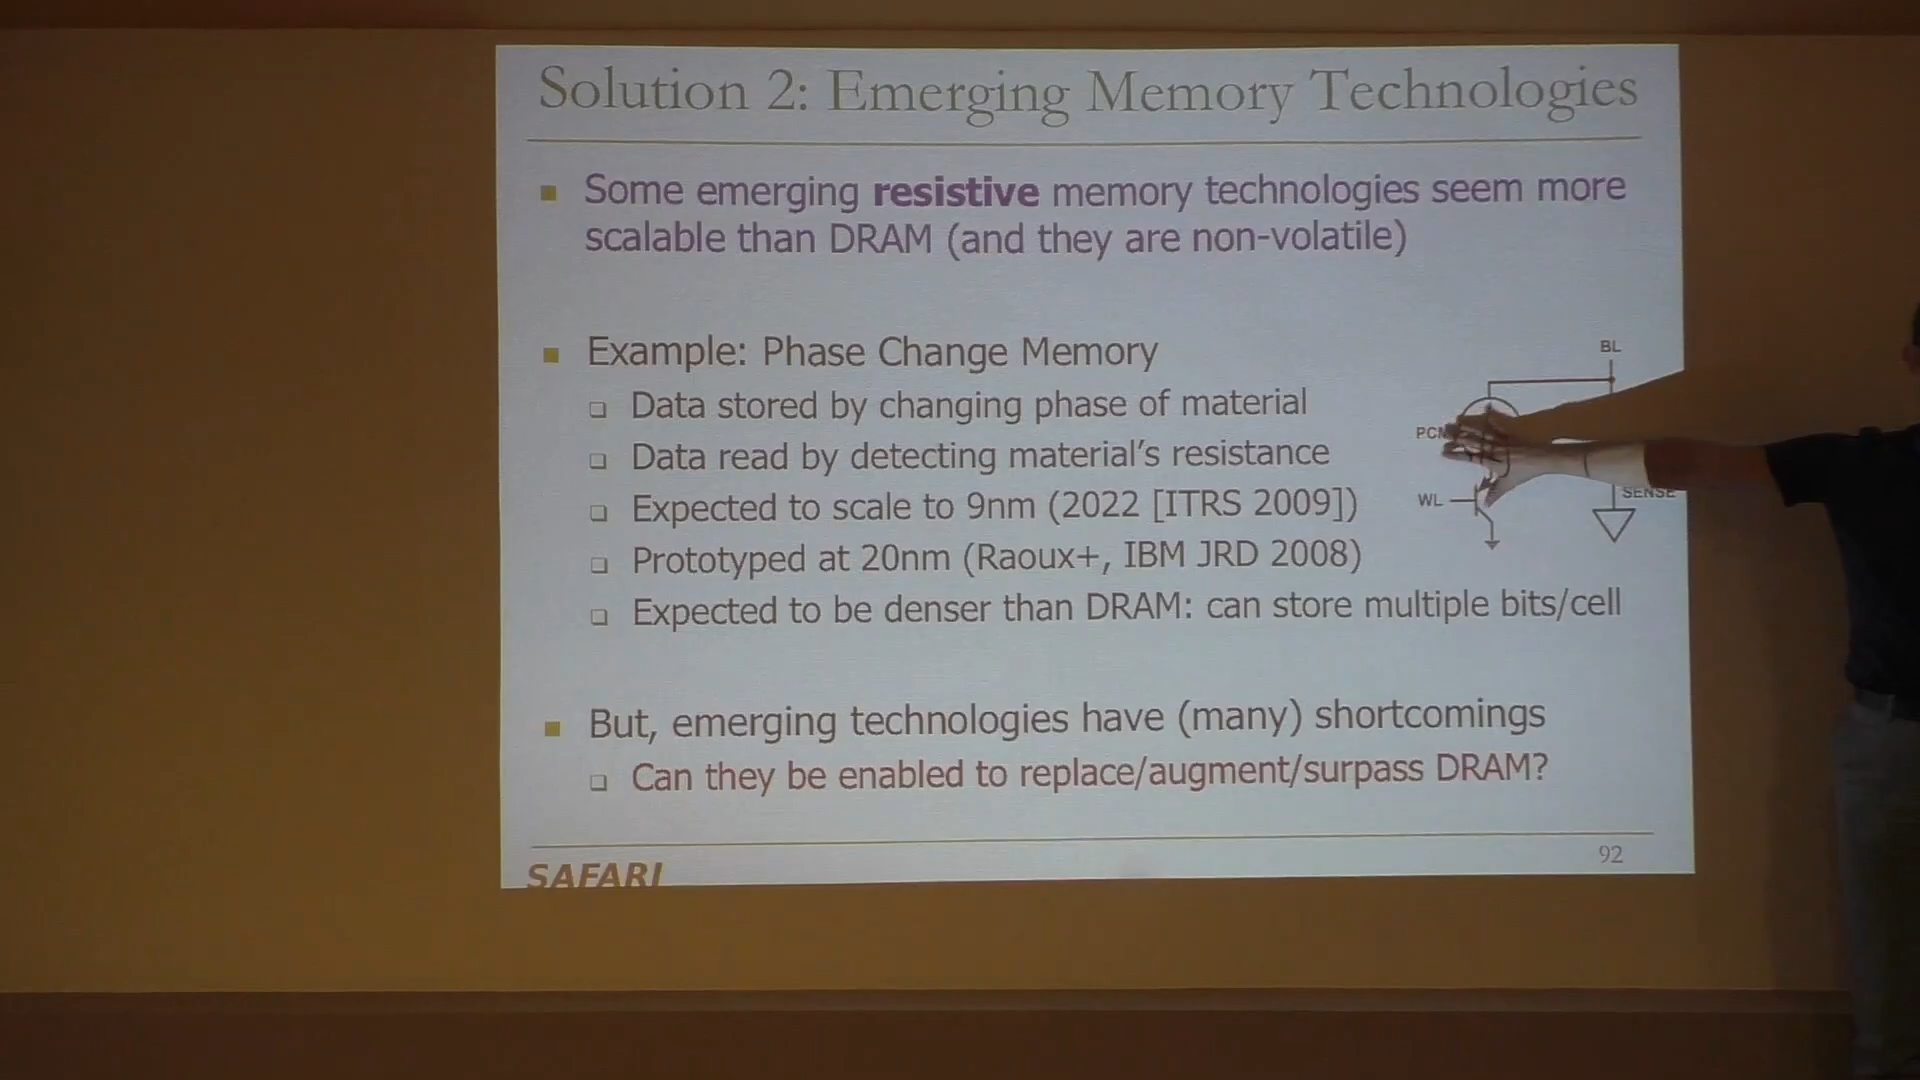 Solution 2: Emerging Memory Technologies
Some emerging resistive memory technologies seem more
scalable than DRAM (and they are non-volatile)
Example: Phase Change Memory
Data stored by changing phase of material
Data read by detecting material's resistance
Expected to scale to 9nm (2022 [ITRS 2009])
Prototyped at 20nm (Raoux+, IBM JRD 2008)
Expected to be denser than DRAM: can store multiple bits/cell
BL
PCM
WL
SENSE
But, emerging technologies have (many) shortcomings
Can they be enabled to replace/augment/surpass DRAM?
SAFARI
92